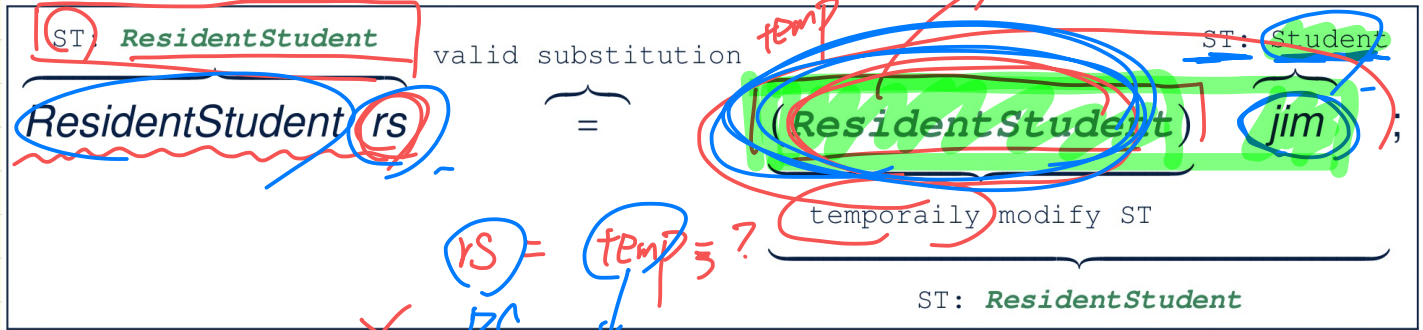 temp
ST: ResidentStudent valid substitution ST: Student
ResidentStudent rs = (ResidentStudent) jim ;
temporaily modify ST
rs = temp = ?
ST: ResidentStudent